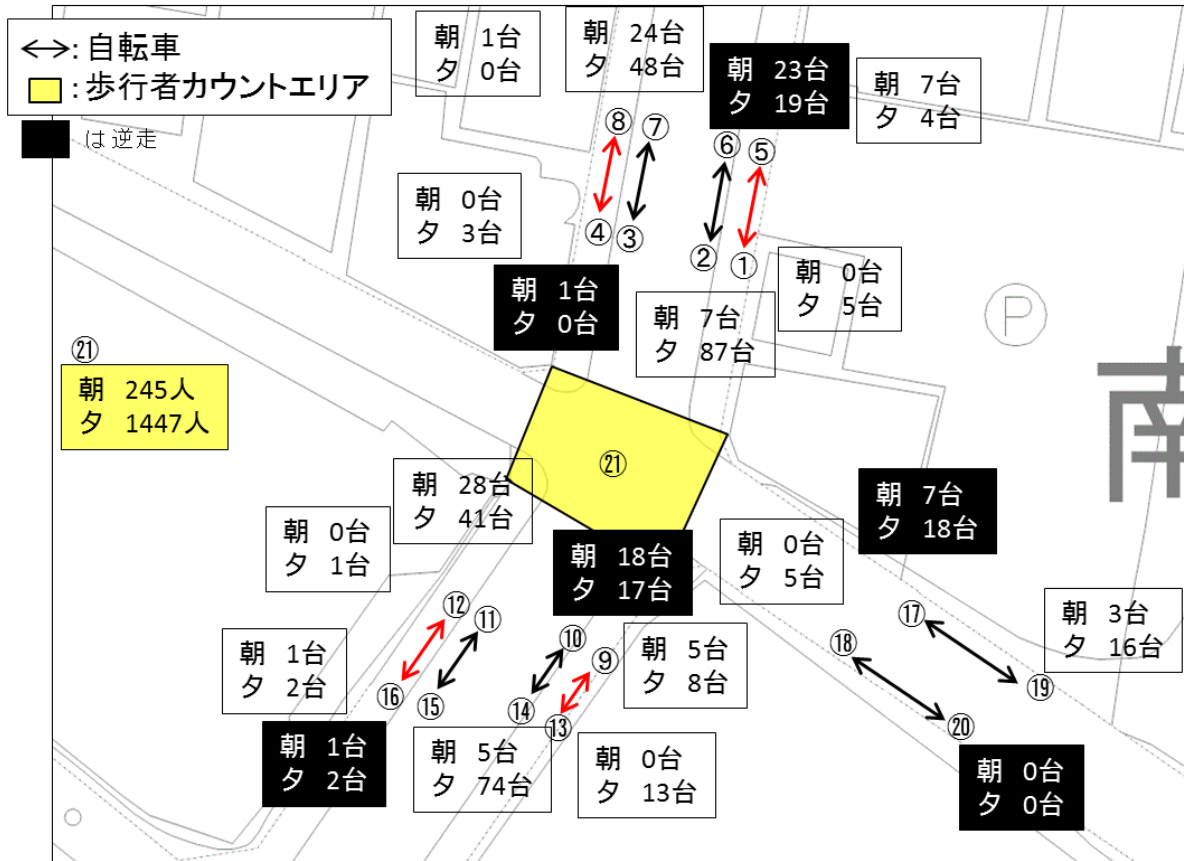 ↔: 自転車
: 歩行者カウントエリア
は逆走
朝 1台
夕 0台
朝 24台
夕 48台
朝 23台
夕 19台
朝 7台
夕 4台
⑧
⑦
⑥
⑤
朝 0台
夕 3台
④
③
②
①
朝 1台
夕 0台
朝 7台
夕 87台
朝 0台
夕 5台
Ⓟ
南
㉑
朝 245人
夕 1447人
㉑
朝 28台
夕 41台
朝 0台
夕 1台
朝 18台
夕 17台
朝 0台
夕 5台
朝 7台
夕 18台
⑫
⑪
⑩
⑨
⑰
⑱
朝 3台
夕 16台
朝 1台
夕 2台
朝 5台
夕 8台
⑯
⑮
⑭
⑬
⑲
⑳
朝 1台
夕 2台
朝 5台
夕 74台
朝 0台
夕 13台
朝 0台
夕 0台